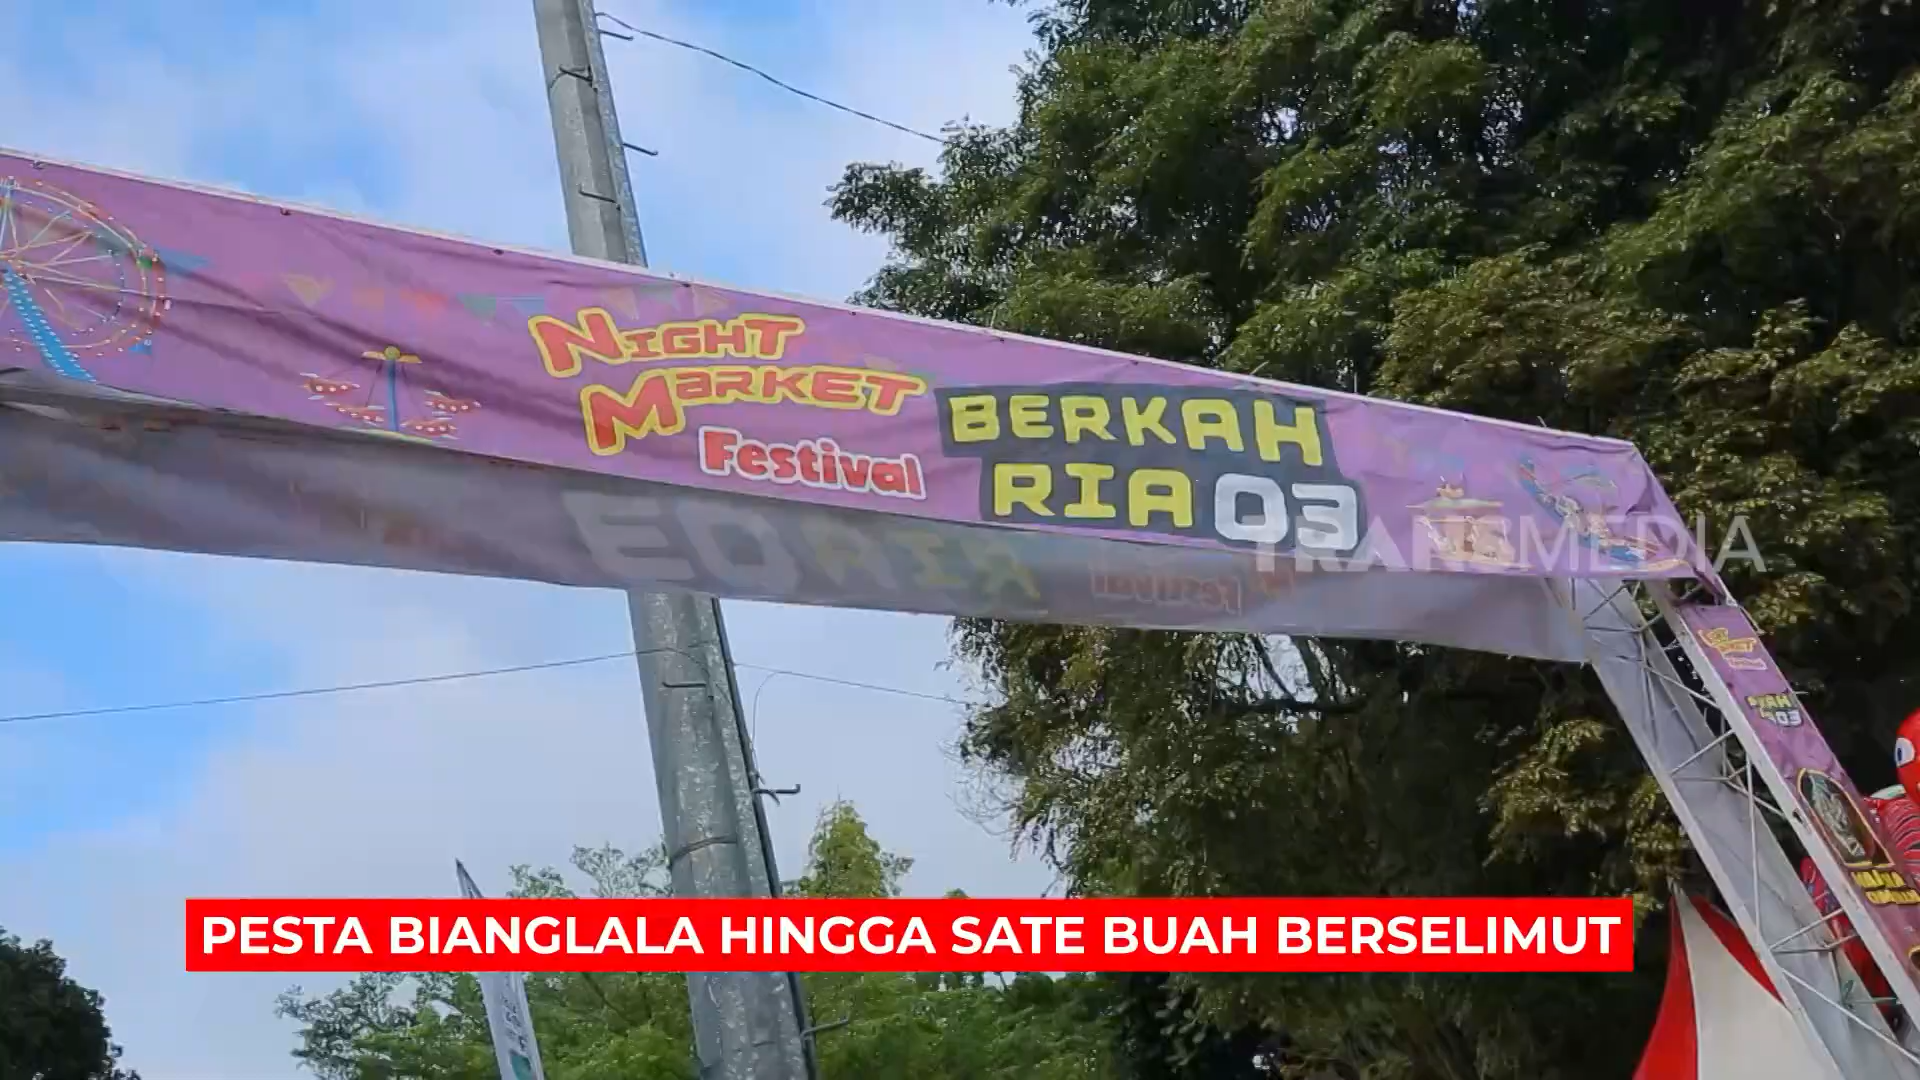 NIGHT
MARKET
Festival
BERKAH
RIA 03
TRANSMEDIA
PESTA BIANGLALA HINGGA SATE BUAH BERSELIMUT